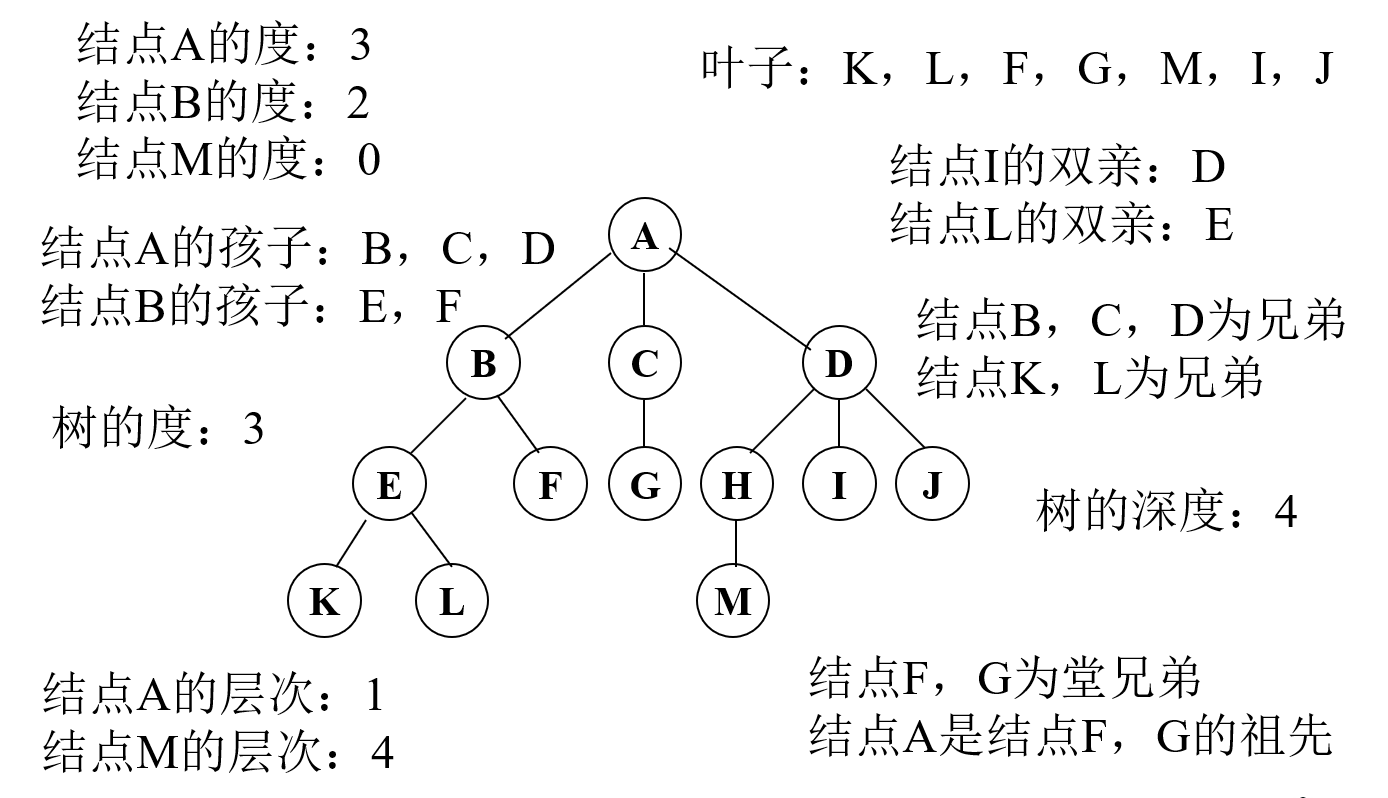 结点A的度：3
结点B的度：2
结点M的度：0
叶子：K，L，F，G，M，I，J
结点I的双亲：D
结点L的双亲：E
结点A的孩子：B，C，D
结点B的孩子：E，F
结点B，C，D为兄弟
结点K，L为兄弟
树的度：3
A
B C D
E F G H I J
K L M
树的深度：4
结点A的层次：1
结点M的层次：4
结点F，G为堂兄弟
结点A是结点F，G的祖先